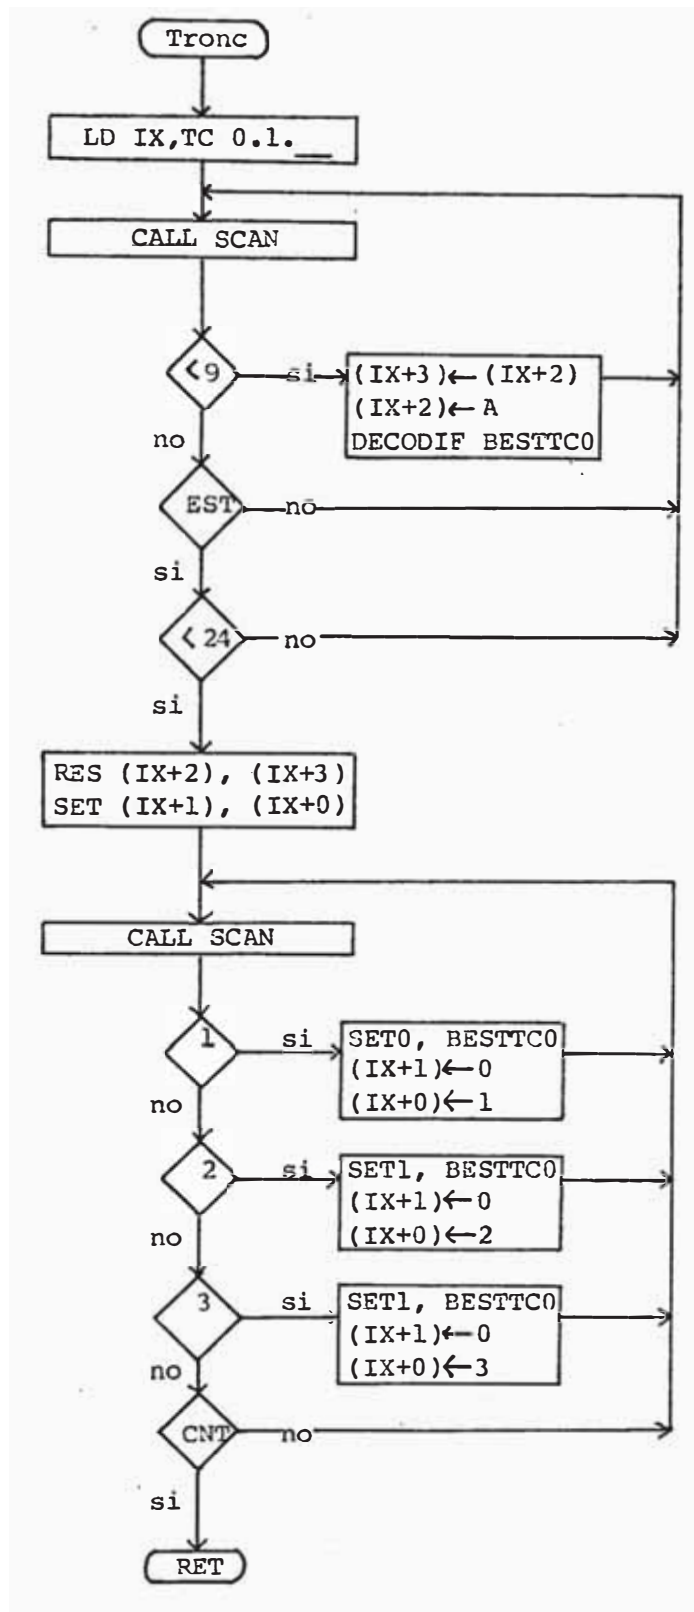 Tronc
LD IX,TC 0.1.__
CALL SCAN
<9
si
(IX+3)← (IX+2)
(IX+2)← A
DECODIF BESTTC0
no
EST
no
si
<24
no
si
RES (IX+2), (IX+3)
SET (IX+1), (IX+0)
CALL SCAN
1
si
SET0, BESTTC0
(IX+1)←0
(IX+0)←1
no
2
si
SET1, BESTTC0
(IX+1)←0
(IX+0)←2
no
3
si
SET1, BESTTC0
(IX+1)←0
(IX+0)←3
no
CNT
no
si
RET